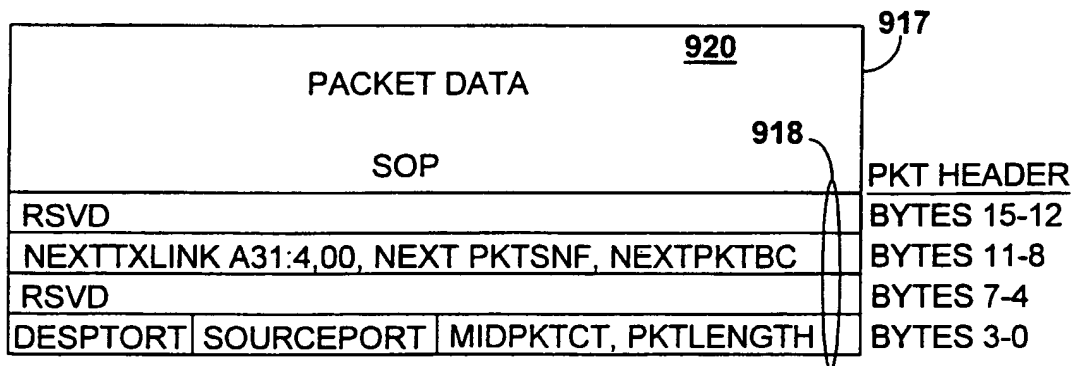 917
920
PACKET DATA
918
SOP
PKT HEADER
RSVD
BYTES 15-12
NEXTTXLINK A31:4,00, NEXT PKTSNF, NEXTPKTBC
BYTES 11-8
RSVD
BYTES 7-4
DESPTORT SOURCEPORT MIDPKTCT, PKTLENGTH
BYTES 3-0